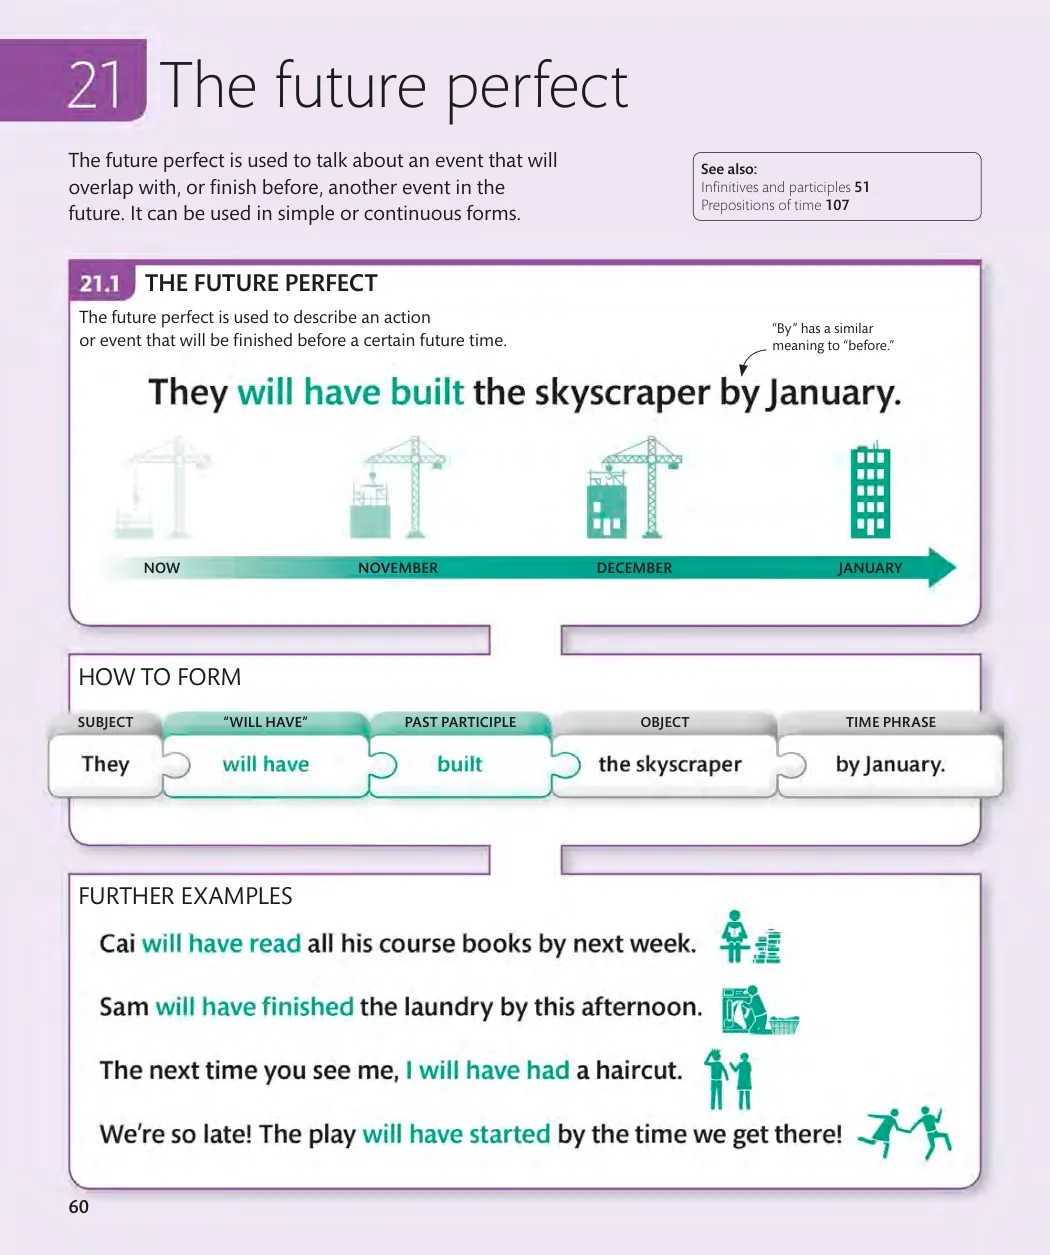 21 The future perfect
The future perfect is used to talk about an event that will
overlap with, or finish before, another event in the
future. It can be used in simple or continuous forms.
See also:
Infinitives and participles 51
Prepositions of time 107
21.1 THE FUTURE PERFECT
The future perfect is used to describe an action
or event that will be finished before a certain future time.
“By” has a similar
meaning to “before.”
They will have built the skyscraper by January.
NOW NOVEMBER DECEMBER JANUARY
HOW TO FORM
SUBJECT “WILL HAVE” PAST PARTICIPLE OBJECT TIME PHRASE
They will have built the skyscraper by January.
FURTHER EXAMPLES
Cai will have read all his course books by next week.
Sam will have finished the laundry by this afternoon.
The next time you see me, I will have had a haircut.
We’re so late! The play will have started by the time we get there!
60